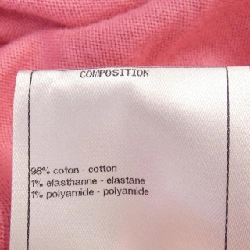 COMPOSITION
98% coton - cotton
1% elasthanne - elastane
1% polyamide - polyamide